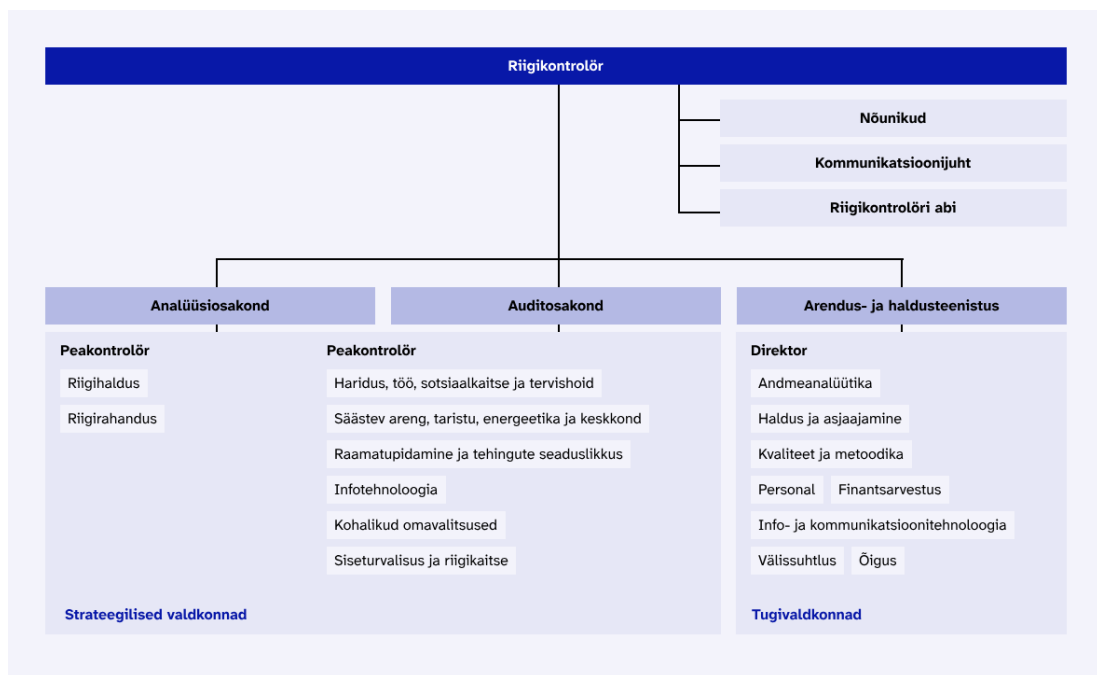 Riigikontrolör
Nõunikud
Kommunikatsioonijuht
Riigikontrolöri abi
Analüüsiosakond
Auditosakond
Arendus- ja haldusteenistus
Peakontrolör
Riigihaldus
Riigirahandus
Peakontrolör
Haridus, töö, sotsiaalkaitse ja tervishoid
Säästev areng, taristu, energeetika ja keskkond
Raamatupidamine ja tehingute seaduslikkus
Infotehnoloogia
Kohalikud omavalitsused
Siseturvalisus ja riigikaitse
Strateegilised valdkonnad
Direktor
Andmeanalüütika
Haldus ja asjaajamine
Kvaliteet ja metoodika
Personal Finantsarvestus
Info- ja kommunikatsioonitehnoloogia
Välissuhtlus Õigus
Tugivaldkonnad